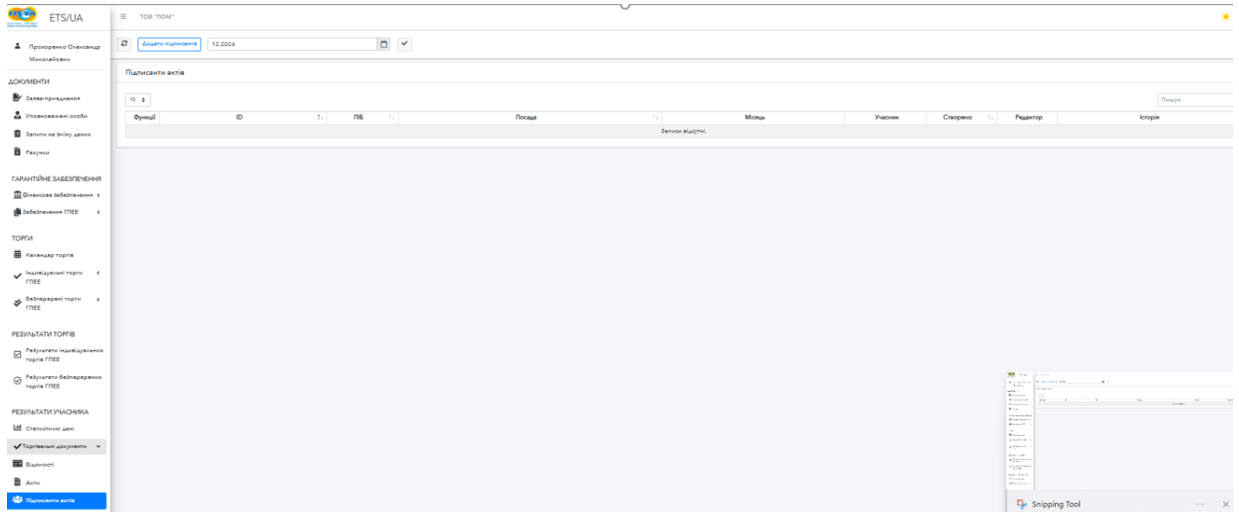 ETS/UA
ТОВ "ПОМ"
Прохоренко Олександр
Миколайович
Додати підписанта
12.2024
Підписанти актів
10
Пошук
Функції
ID
ПІБ
Посада
Місяць
Учасник
Створено
Редактор
Історія
Записи відсутні.
ДОКУМЕНТИ
Заява-приєднання
Уповноважені особи
Запити на зміну даних
Рахунки
ГАРАНТІЙНЕ ЗАБЕЗПЕЧЕННЯ
Фінансове забезпечення
Забезпечення ГПЕЕ
ТОРГИ
Календар торгів
Індивідуальні торги
ГПЕЕ
Безперервні торги
ГПЕЕ
РЕЗУЛЬТАТИ ТОРГІВ
Результати індивідуальних
торгів ГПЕЕ
Результати безперервних
торгів ГПЕЕ
РЕЗУЛЬТАТИ УЧАСНИКА
Статистичні дані
Торгівельні документи
Відомості
Акти
Підписанти актів
Snipping Tool